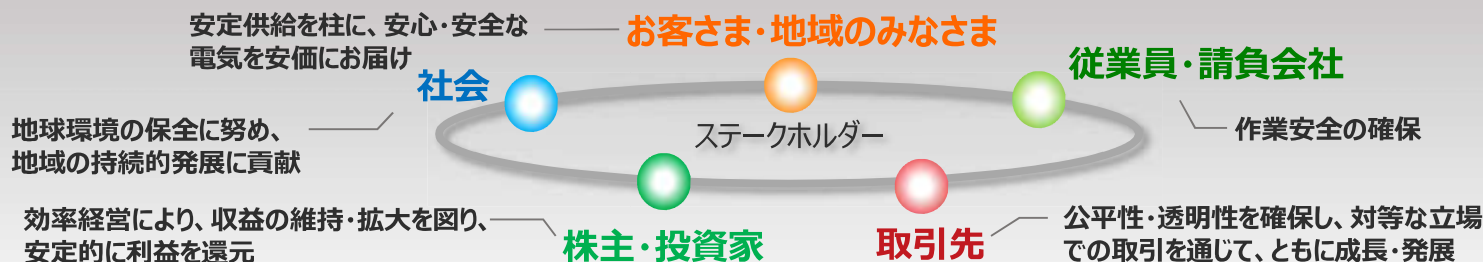 安定供給を柱に、安心・安全な
電気を安価にお届け
お客さま・地域のみなさま
社会
従業員・請負会社
地球環境の保全に努め、
地域の持続的発展に貢献
ステークホルダー
作業安全の確保
効率経営により、収益の維持・拡大を図り、
安定的に利益を還元
株主・投資家
取引先
公平性・透明性を確保し、対等な立場
での取引を通じて、ともに成長・発展